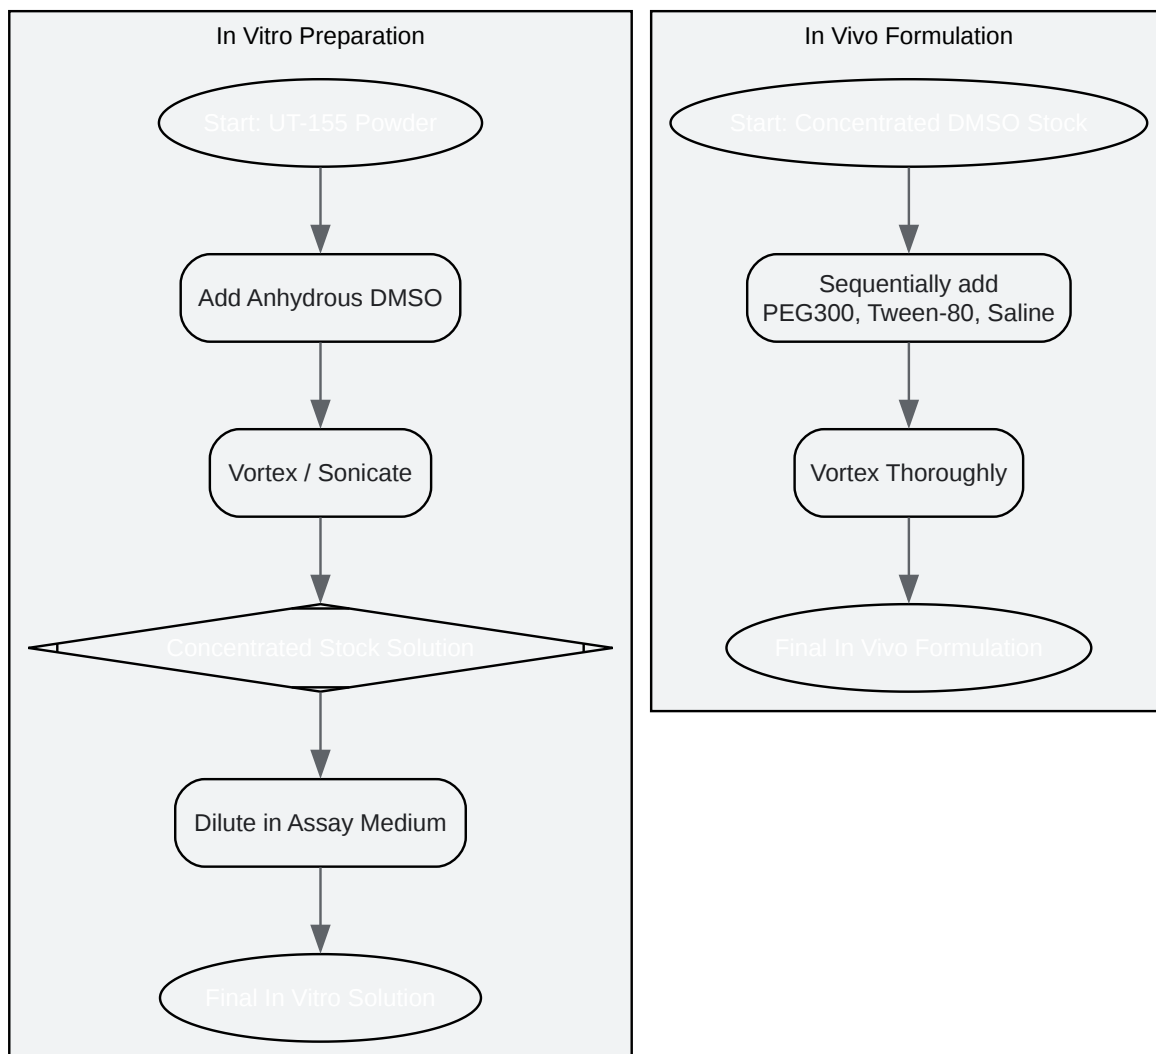 In Vitro Preparation
Start: UT-155 Powder
Add Anhydrous DMSO
Vortex / Sonicate
Concentrated Stock Solution
Dilute in Assay Medium
Final In Vitro Solution
In Vivo Formulation
Start: Concentrated DMSO Stock
Sequentially add
PEG300, Tween-80, Saline
Vortex Thoroughly
Final In Vivo Formulation